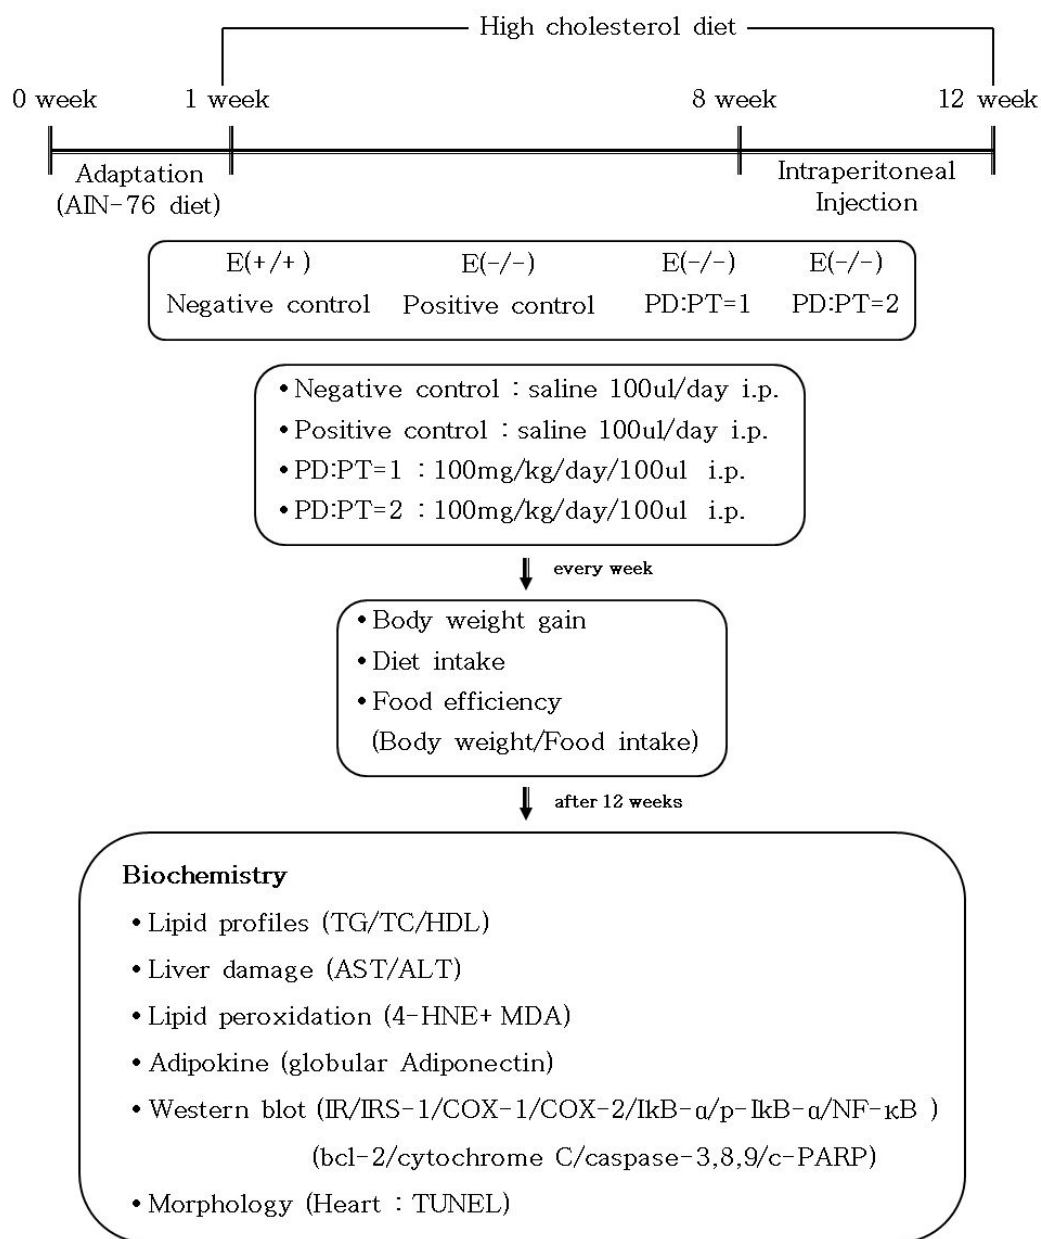 High cholesterol diet
0 week 1 week 8 week 12 week
Adaptation
(AIN-76 diet)
Intraperitoneal
Injection
E(+/+) E(-/-) E(-/-) E(-/-)
Negative control Positive control PD:PT=1 PD:PT=2
• Negative control : saline 100ul/day i.p.
• Positive control : saline 100ul/day i.p.
• PD:PT=1 : 100mg/kg/day/100ul i.p.
• PD:PT=2 : 100mg/kg/day/100ul i.p.
every week
• Body weight gain
• Diet intake
• Food efficiency
(Body weight/Food intake)
after 12 weeks
Biochemistry
• Lipid profiles (TG/TC/HDL)
• Liver damage (AST/ALT)
• Lipid peroxidation (4-HNE+ MDA)
• Adipokine (globular Adiponectin)
• Western blot (IR/IRS-1/COX-1/COX-2/IkB-α/p-IkB-α/NF-κB )
(bcl-2/cytochrome C/caspase-3,8,9/c-PARP)
• Morphology (Heart : TUNEL)